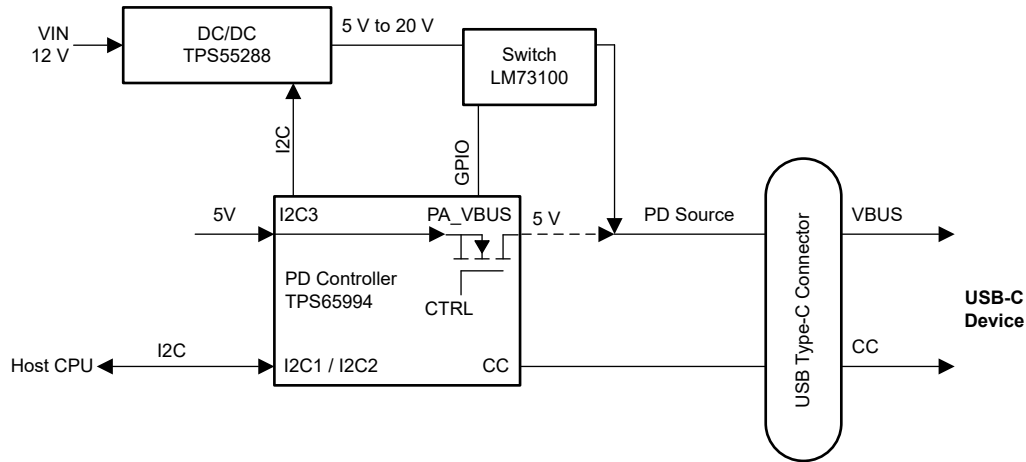 VIN
12 V
DC/DC
TPS55288
5 V to 20 V
Switch
LM73100
I2C
GPIO
5V
I2C3
PA_VBUS
5 V
PD Source
VBUS
PD Controller
TPS65994
CTRL
USB Type-C Connector
USB-C
Device
Host CPU
I2C
I2C1 / I2C2
CC
CC